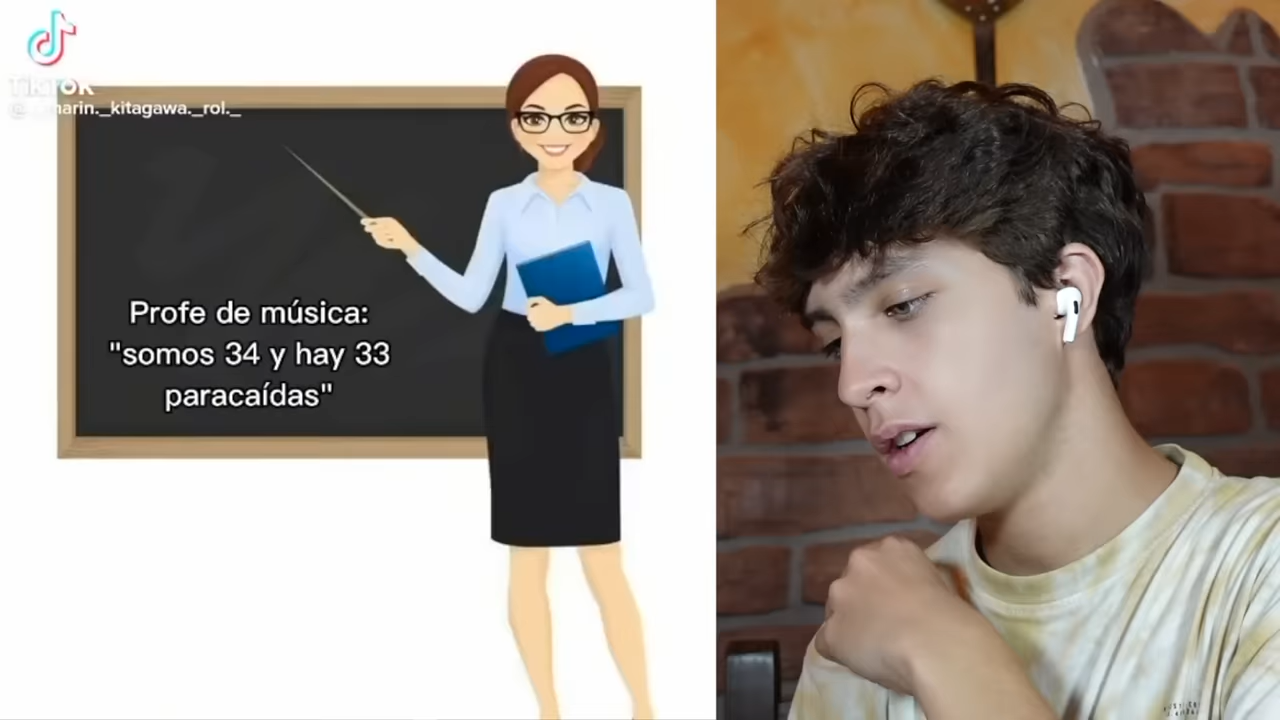 TikTok
Profe de música:
"somos 34 y hay 33
paracaídas"